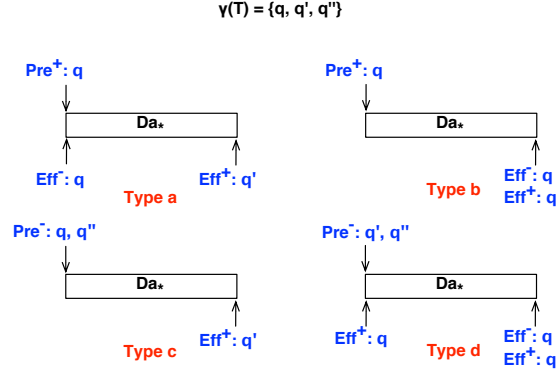 γ(T) = {q, q', q''}
Pre⁺: q
Pre⁺: q
Da*
Da*
Eff⁻: q
Eff⁺: q'
Eff⁻: q
Eff⁺: q
Type a
Type b
Pre⁻: q, q''
Pre⁻: q', q''
Da*
Da*
Eff⁺: q'
Eff⁺: q
Eff⁻: q
Eff⁺: q
Type c
Type d